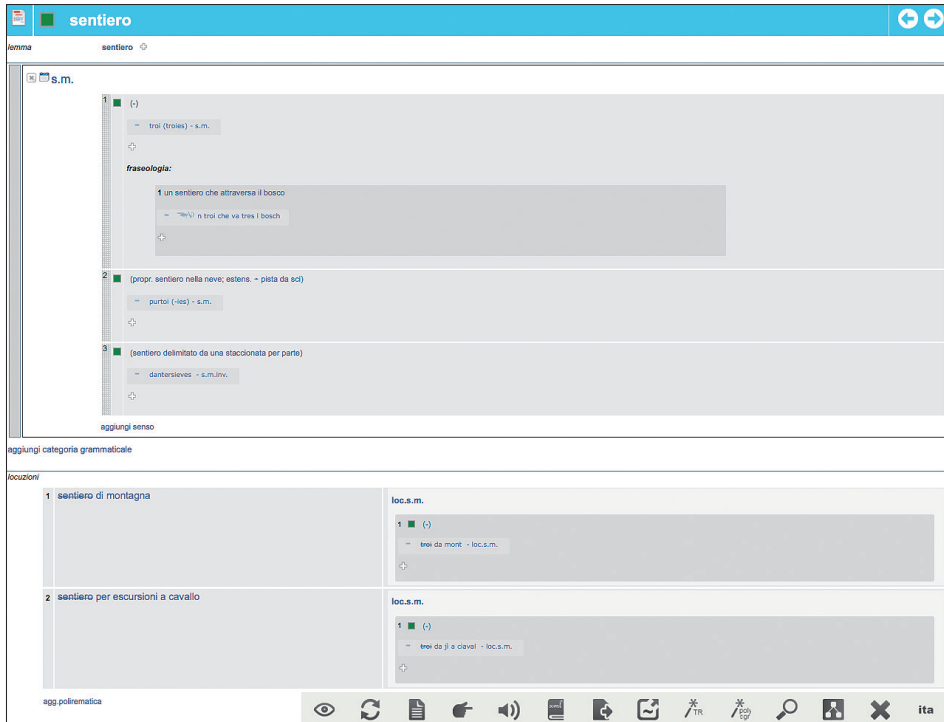 sentiero
lemma sentiero
s.m.
1 (-)
– troi (troies) - s.m.
fraseologia:
1 un sentiero che attraversa il bosco
– n troi che va tres l bosch
2 (propr. sentiero nella neve; estens. ~ pista da sci)
– purtoi (-ies) - s.m.
3 (sentiero delimitato da una staccionata per parte)
– dantersieves - s.m.inv.
aggiungi senso
aggiungi categoria grammaticale
locuzioni
1 sentiero di montagna
loc.s.m.
1 (-)
– troi da mont - loc.s.m.
2 sentiero per escursioni a cavallo
loc.s.m.
1 (-)
– troi da jì a ciaval - loc.s.m.
agg.polirematica
TR
poly cgr
ita